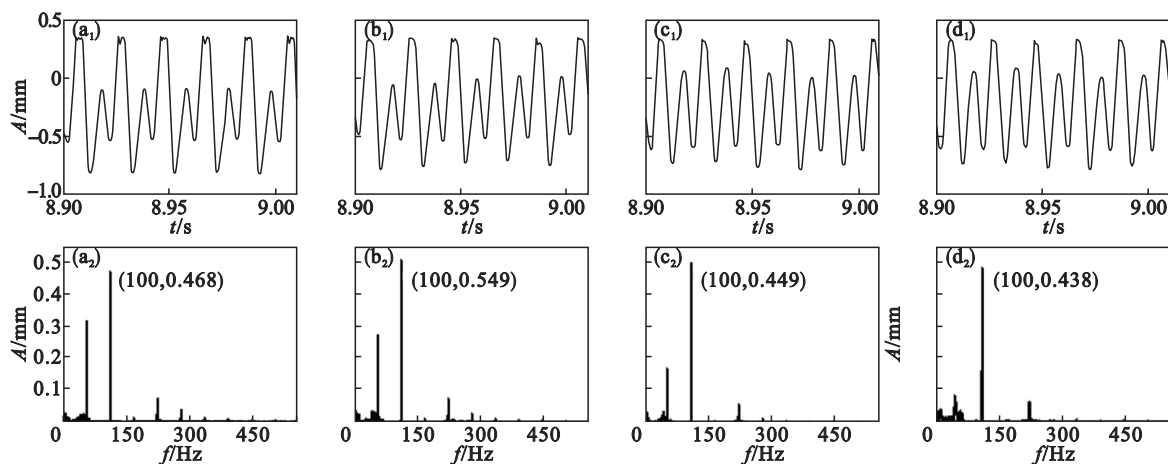 (a₁) (b₁) (c₁) (d₁)
0.5
0
−0.5
−1.0
A/mm
8.90 8.95 9.00 8.90 8.95 9.00 8.90 8.95 9.00 8.90 8.95 9.00
t/s t/s t/s t/s
(a₂) (b₂) (c₂) (d₂)
(100,0.468) (100,0.549) (100,0.449) (100,0.438)
0.5
0.4
0.3
0.2
0.1
A/mm A/mm
0 150 300 450 0 150 300 450 0 150 300 450 0 150 300 450
f/Hz f/Hz f/Hz f/Hz